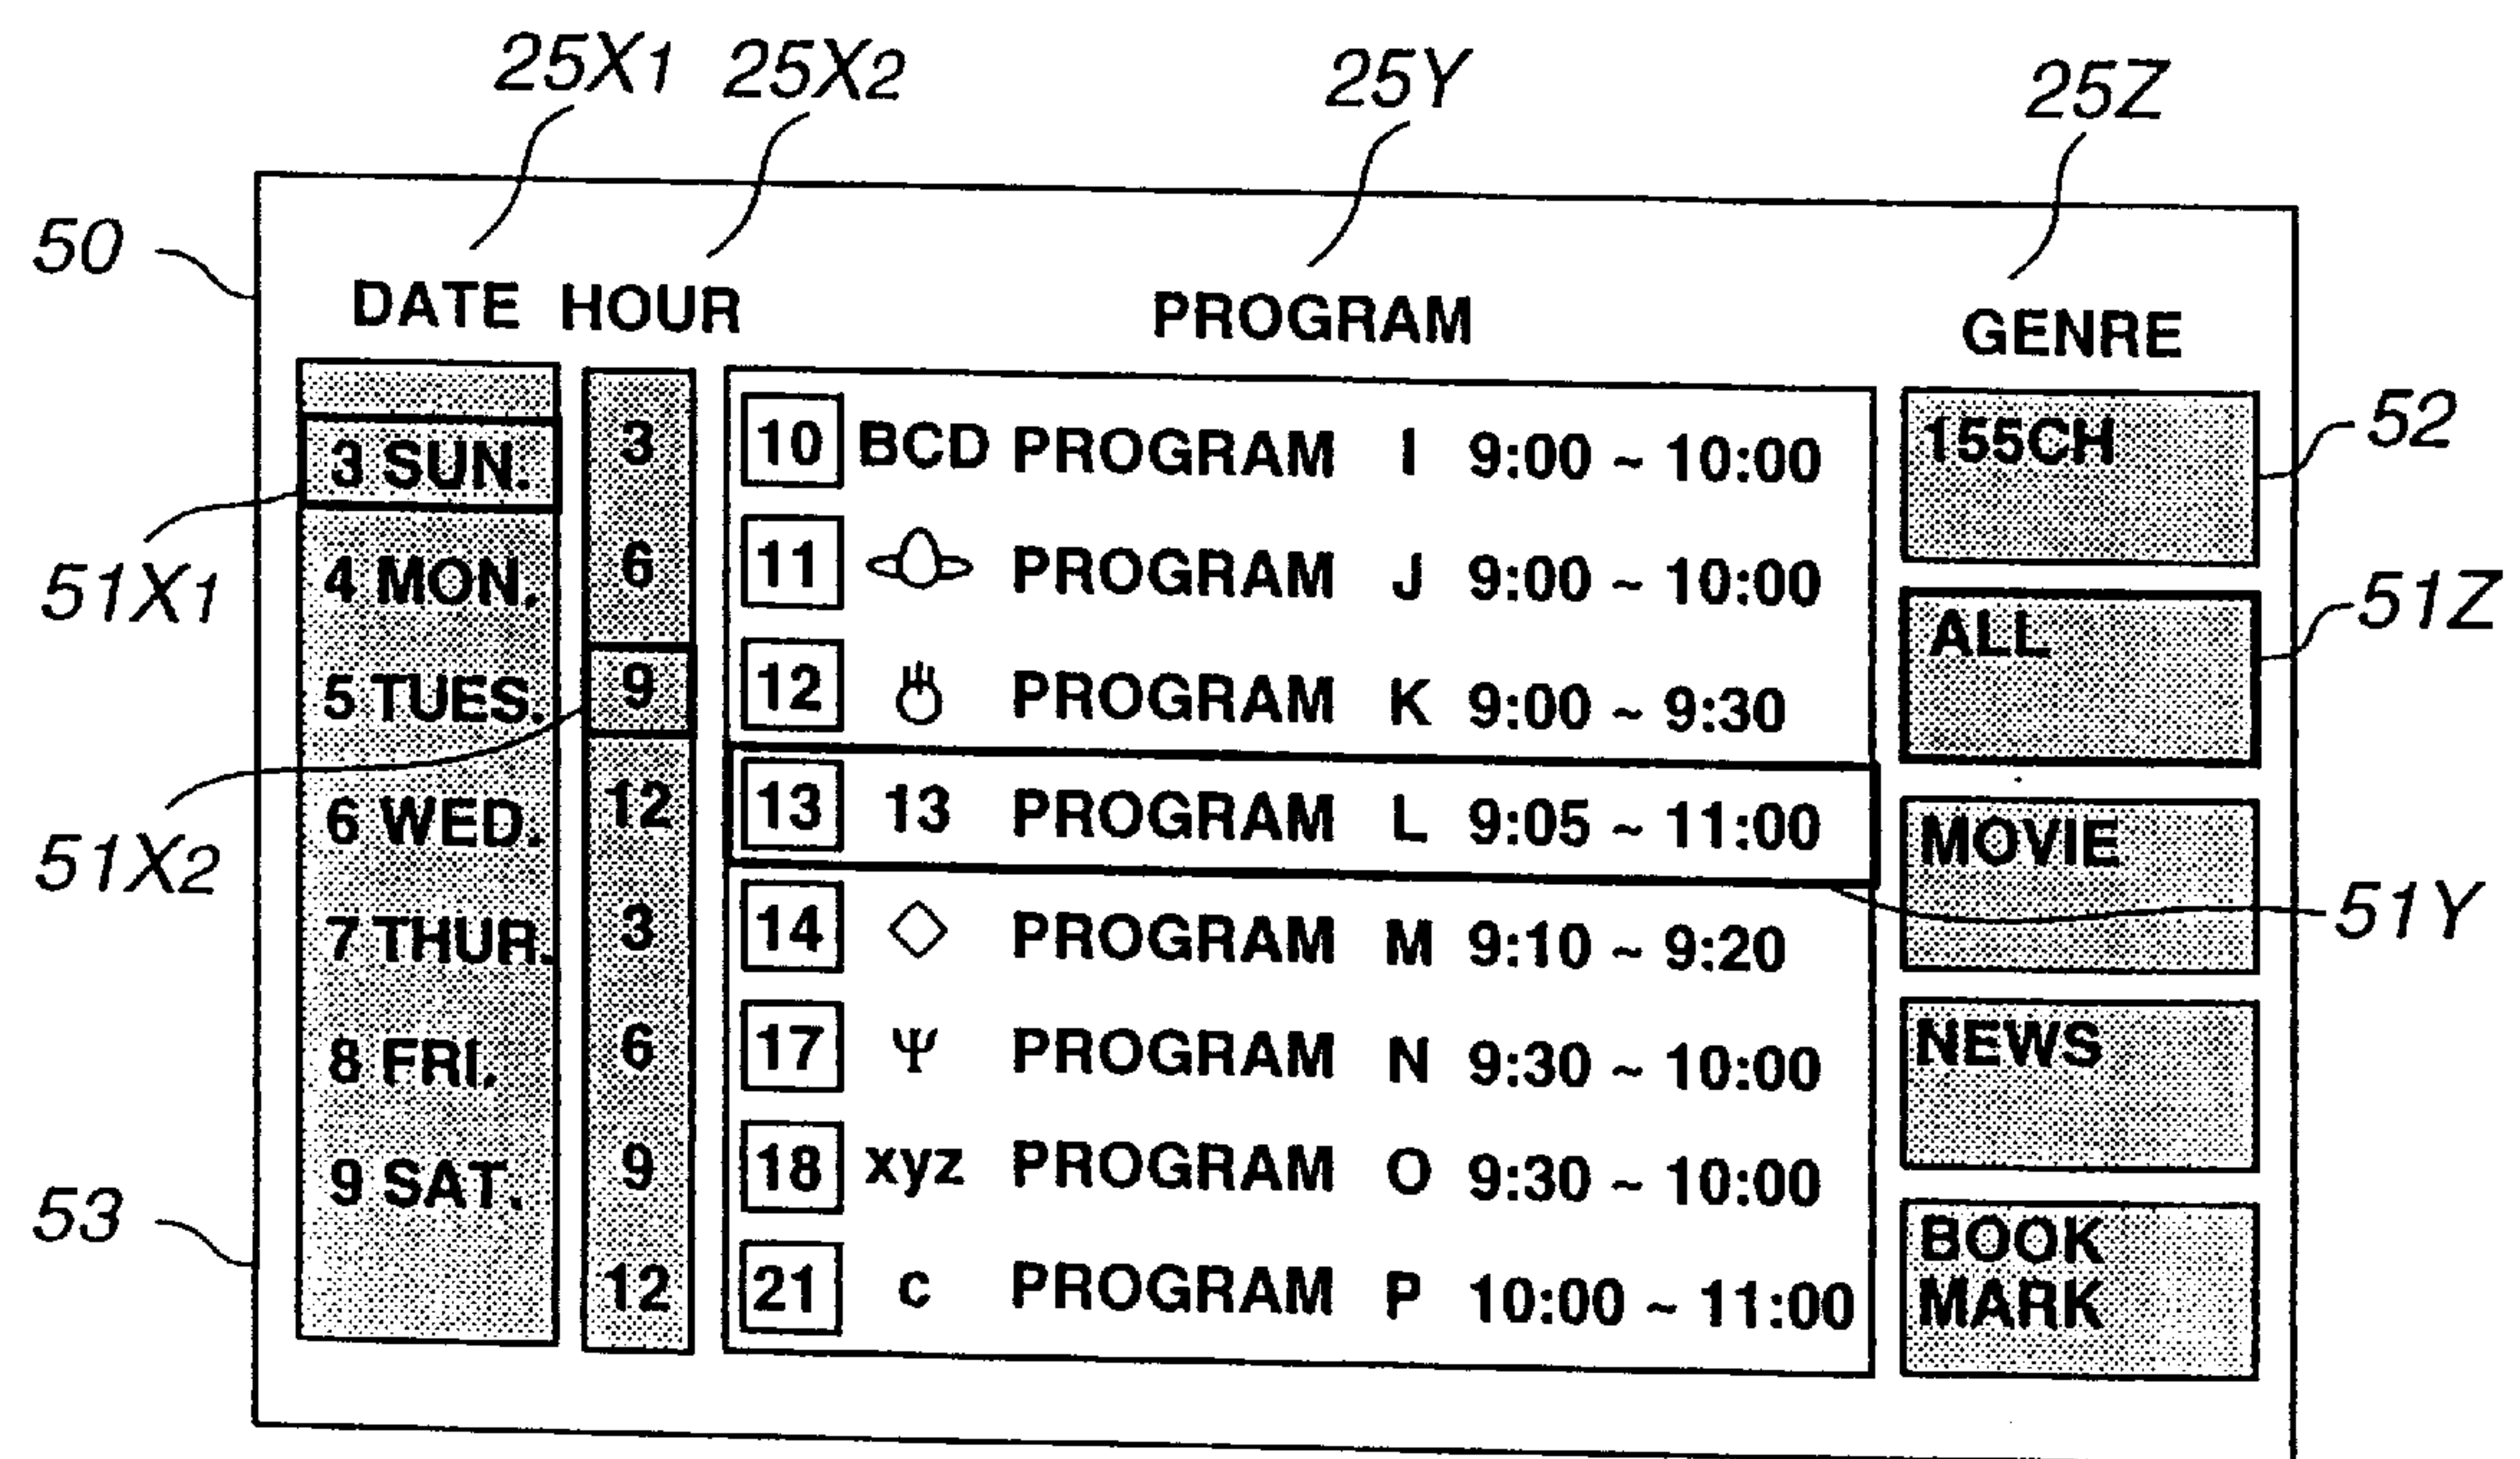 25X1 25X2 25Y 25Z
50
DATE HOUR PROGRAM GENRE
3 SUN.
4 MON.
5 TUES.
6 WED.
7 THUR.
8 FRI.
9 SAT.
3
6
9
12
3
6
9
12
10 BCD PROGRAM I 9:00 ~ 10:00
11 PROGRAM J 9:00 ~ 10:00
12 PROGRAM K 9:00 ~ 9:30
13 13 PROGRAM L 9:05 ~ 11:00
14 PROGRAM M 9:10 ~ 9:20
17 Ψ PROGRAM N 9:30 ~ 10:00
18 xyz PROGRAM O 9:30 ~ 10:00
21 c PROGRAM P 10:00 ~ 11:00
155CH
ALL
MOVIE
NEWS
BOOK
MARK
51X1
51X2
53
52
51Z
51Y